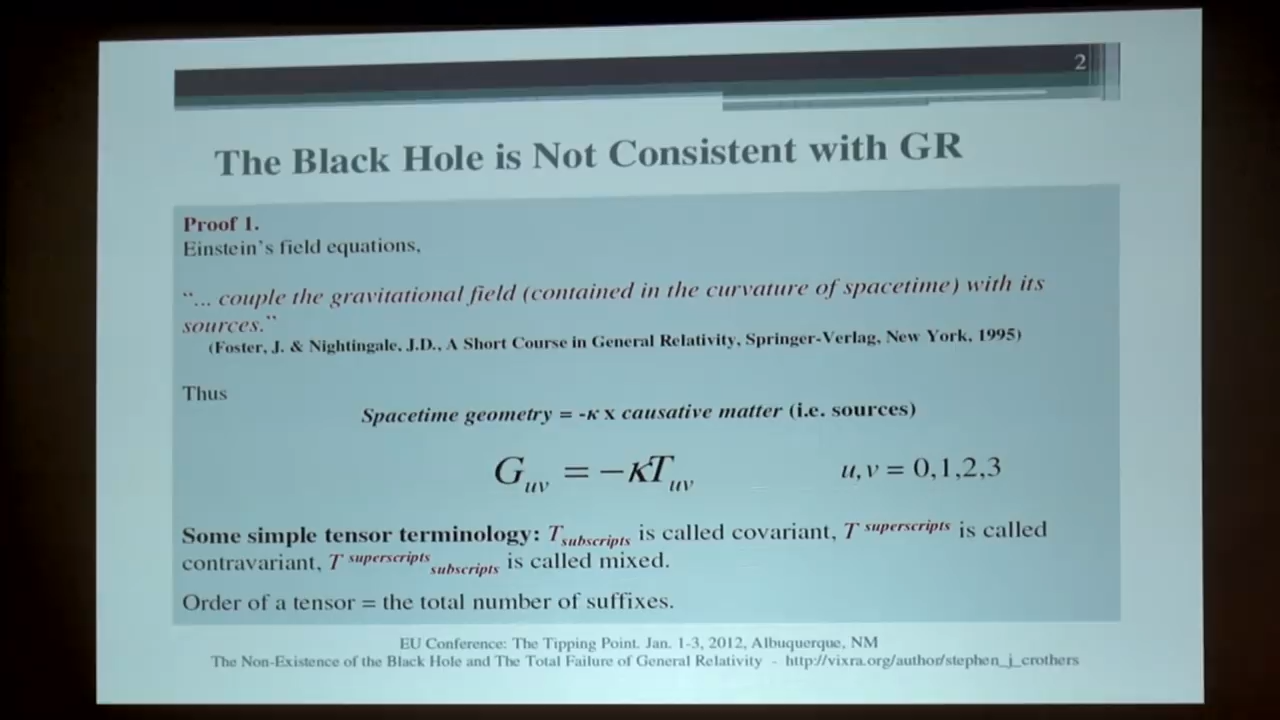 2
The Black Hole is Not Consistent with GR
Proof 1.
Einstein's field equations,
"... couple the gravitational field (contained in the curvature of spacetime) with its
sources."
(Foster, J. & Nightingale, J.D., A Short Course in General Relativity, Springer-Verlag, New York, 1995)
Thus
Spacetime geometry = -κ x causative matter (i.e. sources)
G_uv = −κT_uv u,v = 0,1,2,3
Some simple tensor terminology: T_subscripts is called covariant, T^superscripts is called
contravariant, T^superscripts_subscripts is called mixed.
Order of a tensor = the total number of suffixes.
EU Conference: The Tipping Point. Jan. 1-3, 2012, Albuquerque, NM
The Non-Existence of the Black Hole and The Total Failure of General Relativity - http://vixra.org/author/stephen_j_crothers